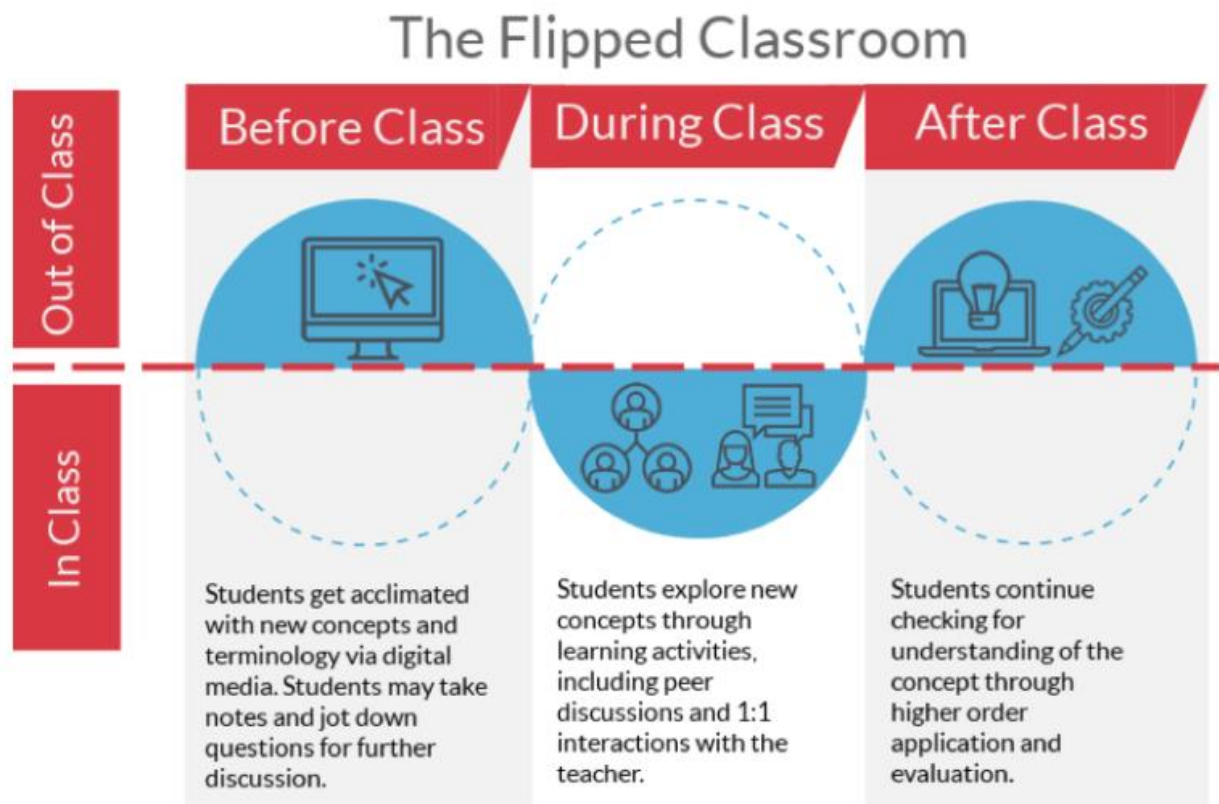 The Flipped Classroom
Out of Class
In Class
Before Class
During Class
After Class
Students get acclimated
with new concepts and
terminology via digital
media. Students may take
notes and jot down
questions for further
discussion.
Students explore new
concepts through
learning activities,
including peer
discussions and 1:1
interactions with the
teacher.
Students continue
checking for
understanding of the
concept through
higher order
application and
evaluation.